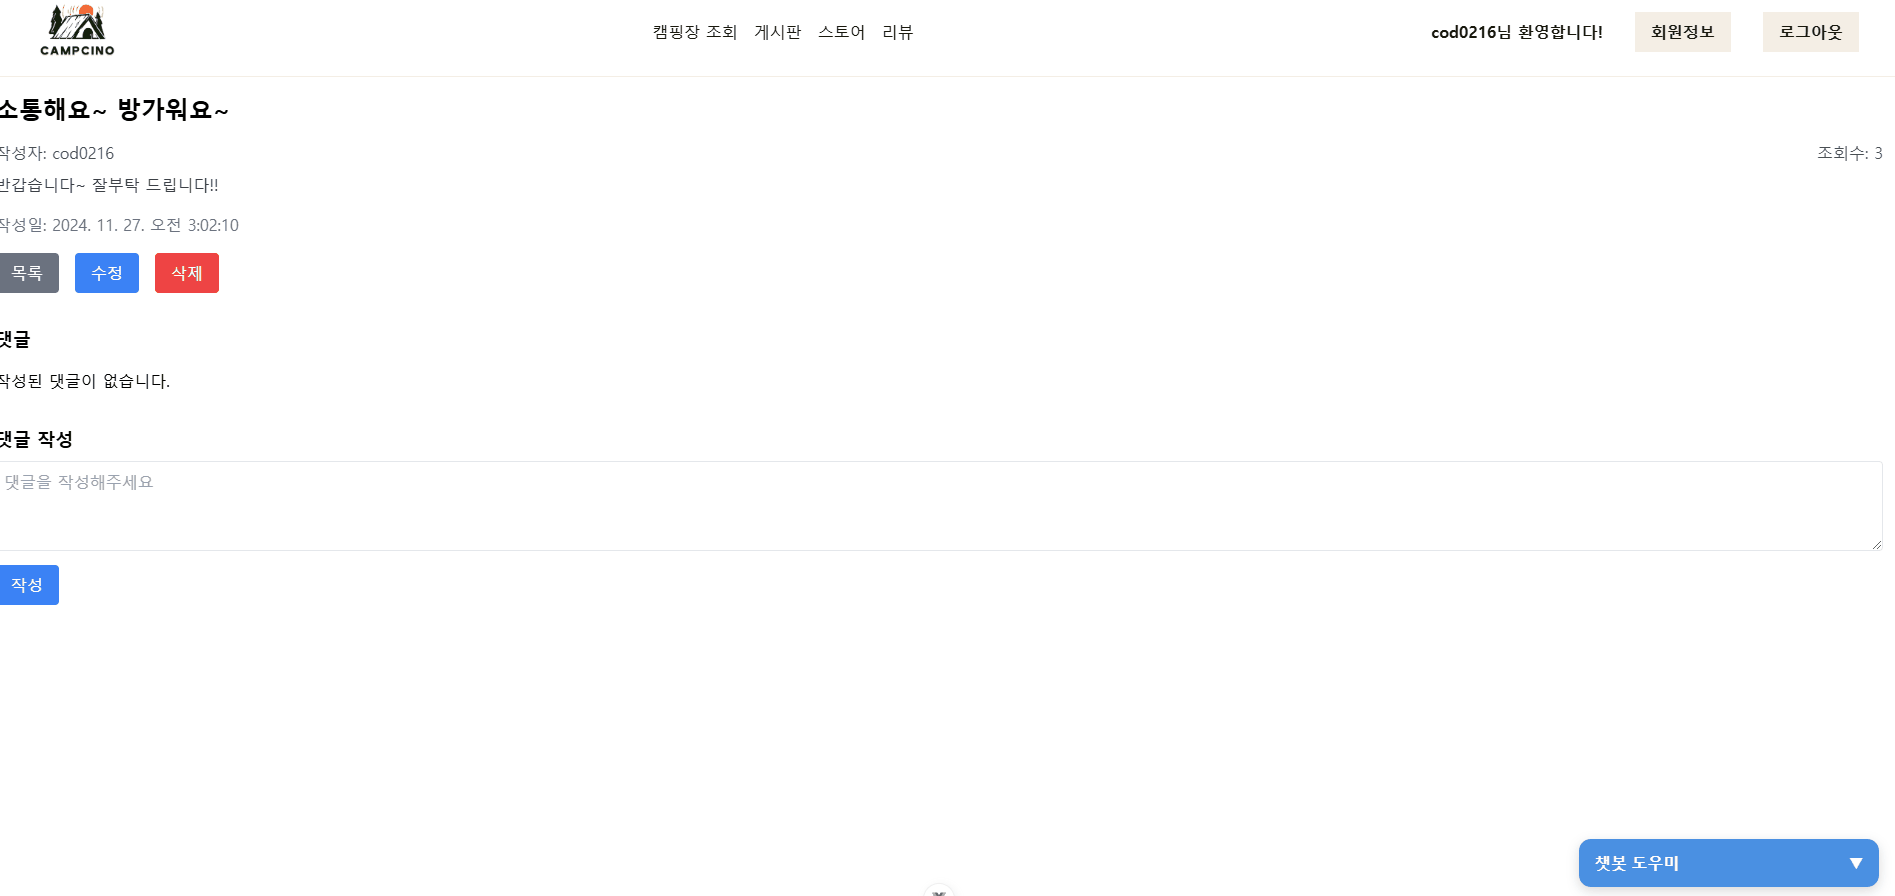 CAMPCINO
캠핑장 조회 게시판 스토어 리뷰
cod0216님 환영합니다! 회원정보 로그아웃
소통해요~ 방가워요~
작성자: cod0216 조회수: 3
반갑습니다~ 잘부탁 드립니다!!
작성일: 2024. 11. 27. 오전 3:02:10
목록 수정 삭제
댓글
작성된 댓글이 없습니다.
댓글 작성
댓글을 작성해주세요
작성
챗봇 도우미 ▼